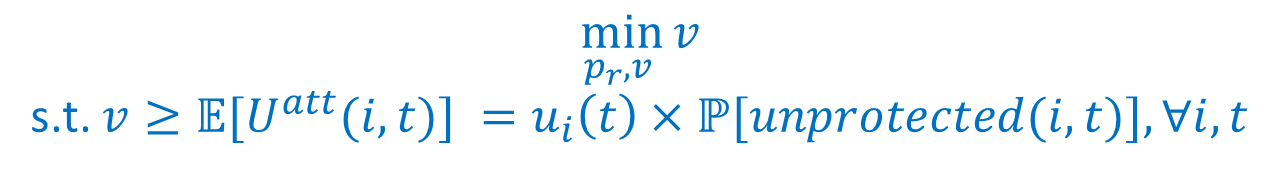 min v
p_r,v
s.t. v ≥ 𝔼[U^att(i,t)] = u_i(t) × ℙ[unprotected(i,t)], ∀i,t